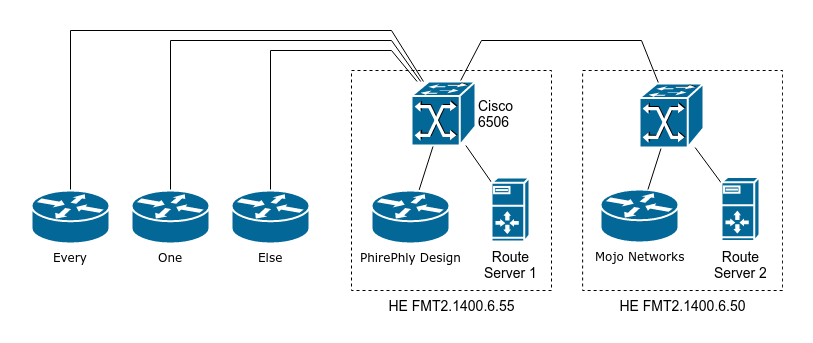 Cisco
6506
Every
One
Else
PhirePhly Design
Route
Server 1
Mojo Networks
Route
Server 2
HE FMT2.1400.6.55
HE FMT2.1400.6.50